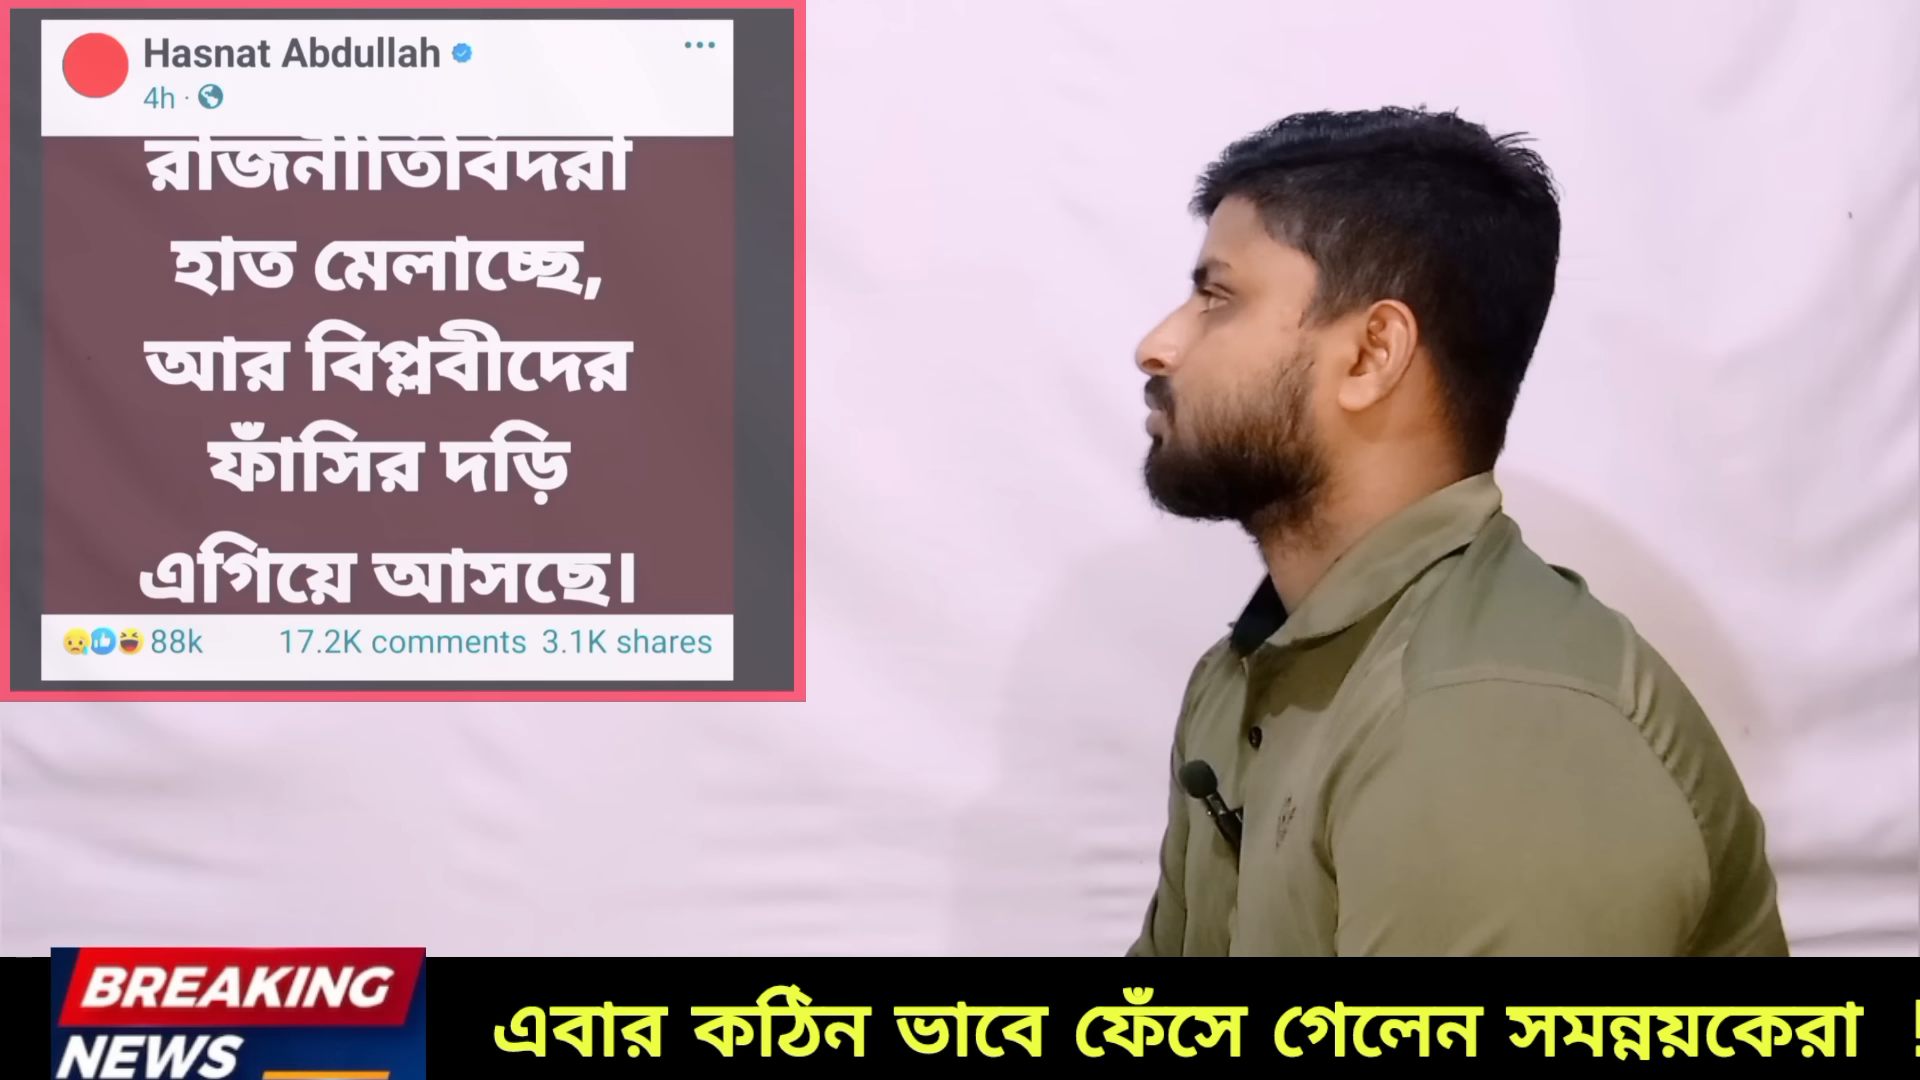 Hasnat Abdullah
4h ·
রাজনীতিবিদরা
হাত মেলাচ্ছে,
আর বিপ্লবীদের
ফাঁসির দড়ি
এগিয়ে আসছে।
88k 17.2K comments 3.1K shares
BREAKING
NEWS
এবার কঠিন ভাবে ফেঁসে গেলেন সমন্নয়কেরা !